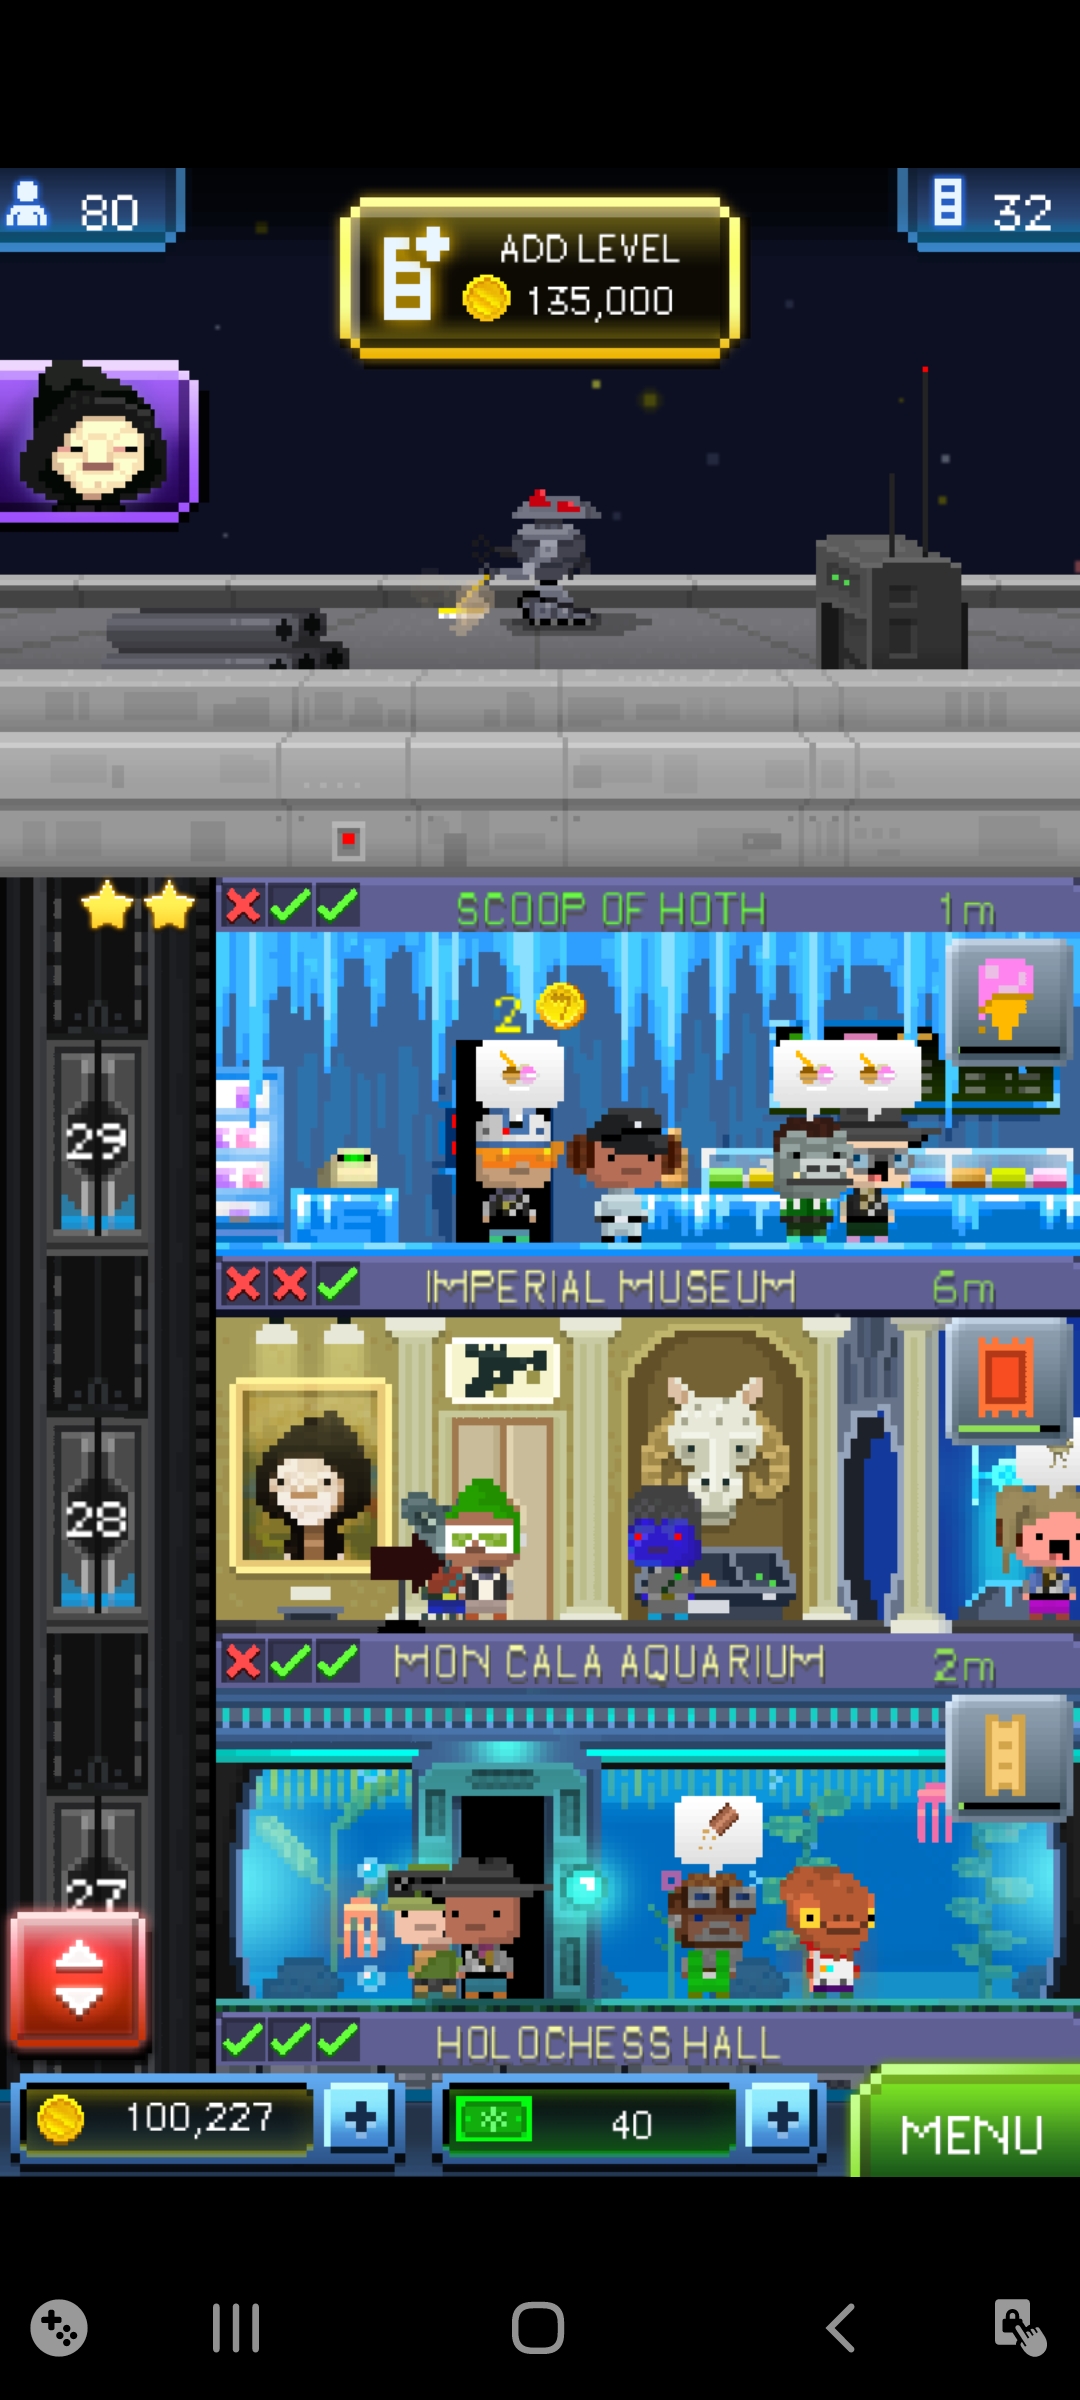 80
ADD LEVEL
135,000
32
SCOOP OF HOTH
1m
2
29
IMPERIAL MUSEUM
6m
28
MON CALA AQUARIUM
2m
27
HOLOCHESS HALL
100,227
40
MENU